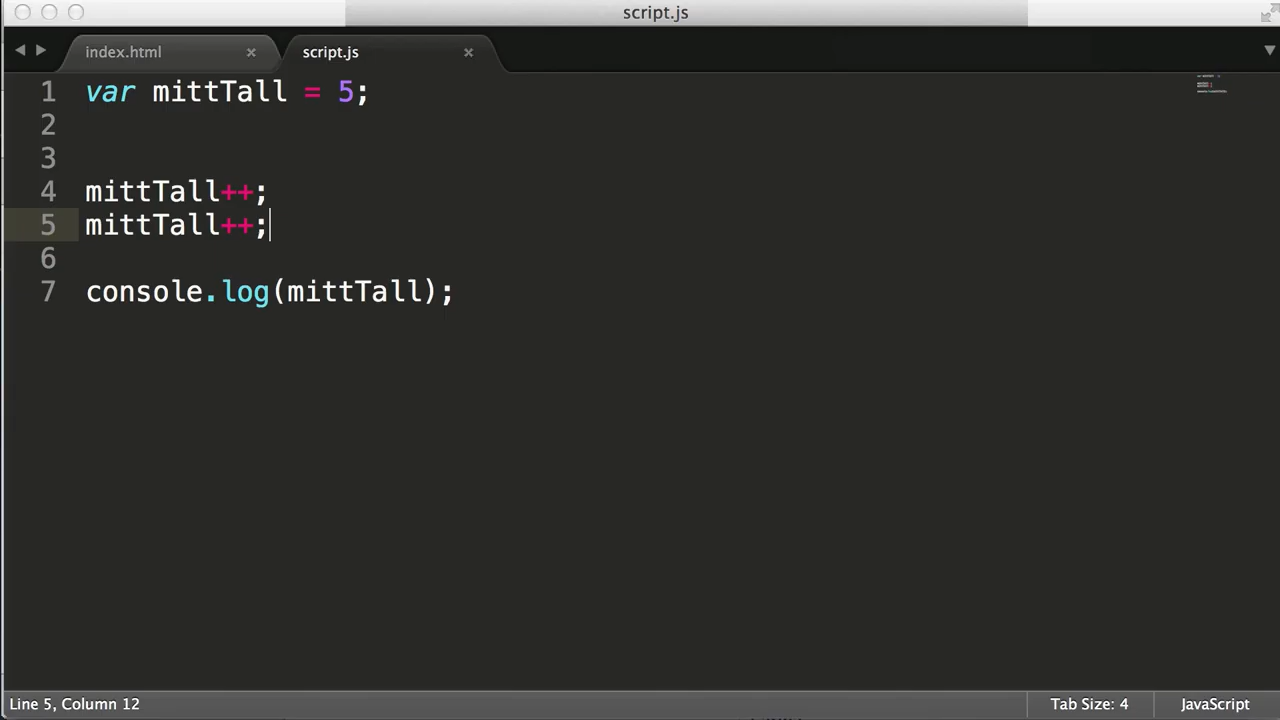 script.js
index.html × script.js ×
1 var mittTall = 5;
2
3
4 mittTall++;
5 mittTall++;
6
7 console.log(mittTall);
Line 5, Column 12 Tab Size: 4 JavaScript